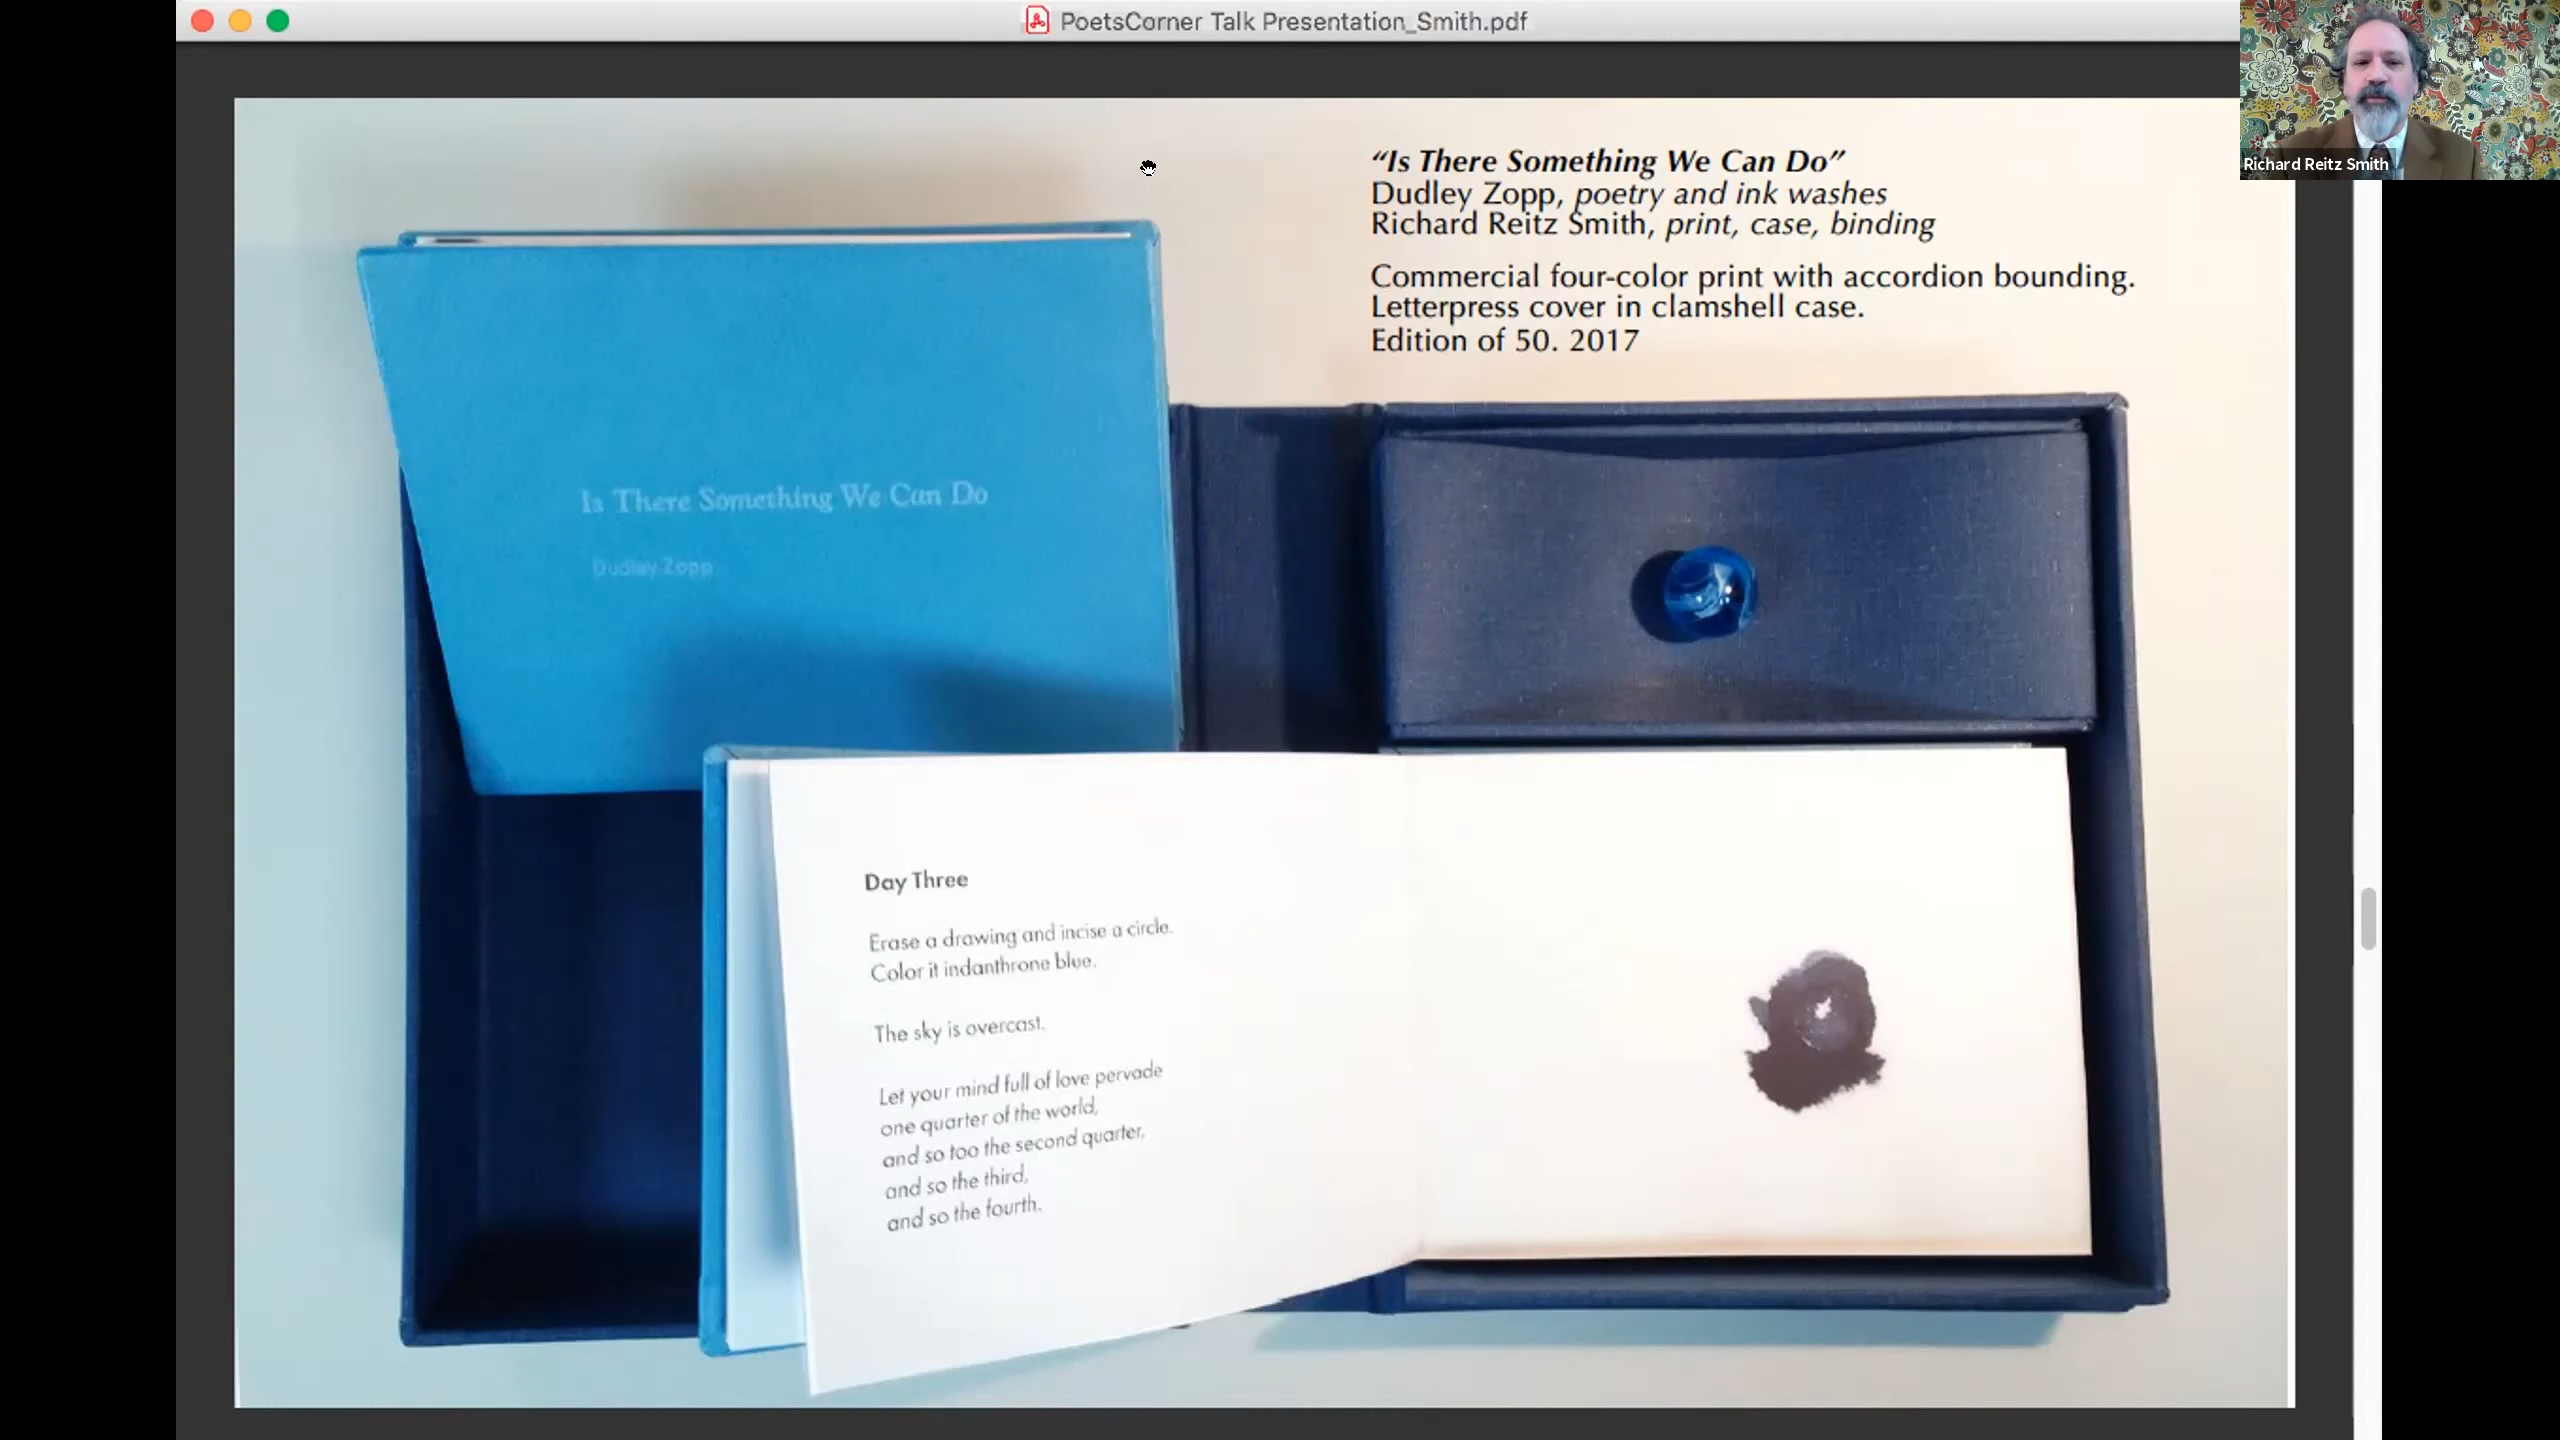 PoetsCorner Talk Presentation_Smith.pdf
Richard Reitz Smith
“Is There Something We Can Do”
Dudley Zopp, poetry and ink washes
Richard Reitz Smith, print, case, binding
Commercial four-color print with accordion bounding.
Letterpress cover in clamshell case.
Edition of 50. 2017
Is There Something We Can Do
Dudley Zopp
Day Three
Erase a drawing and incise a circle.
Color it indanthrone blue.
The sky is overcast.
Let your mind full of love pervade
one quarter of the world,
and so too the second quarter,
and so the third,
and so the fourth.